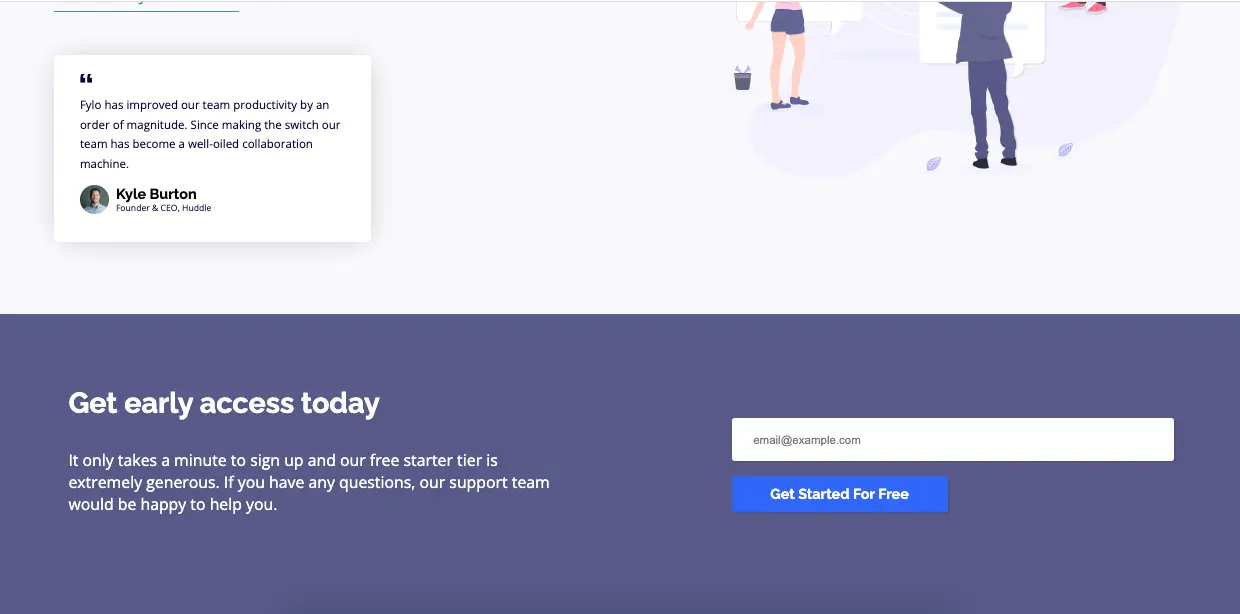 “
Fylo has improved our team productivity by an
order of magnitude. Since making the switch our
team has become a well-oiled collaboration
machine.
Kyle Burton
Founder & CEO, Huddle
Get early access today
It only takes a minute to sign up and our free starter tier is
extremely generous. If you have any questions, our support team
would be happy to help you.
email@example.com
Get Started For Free